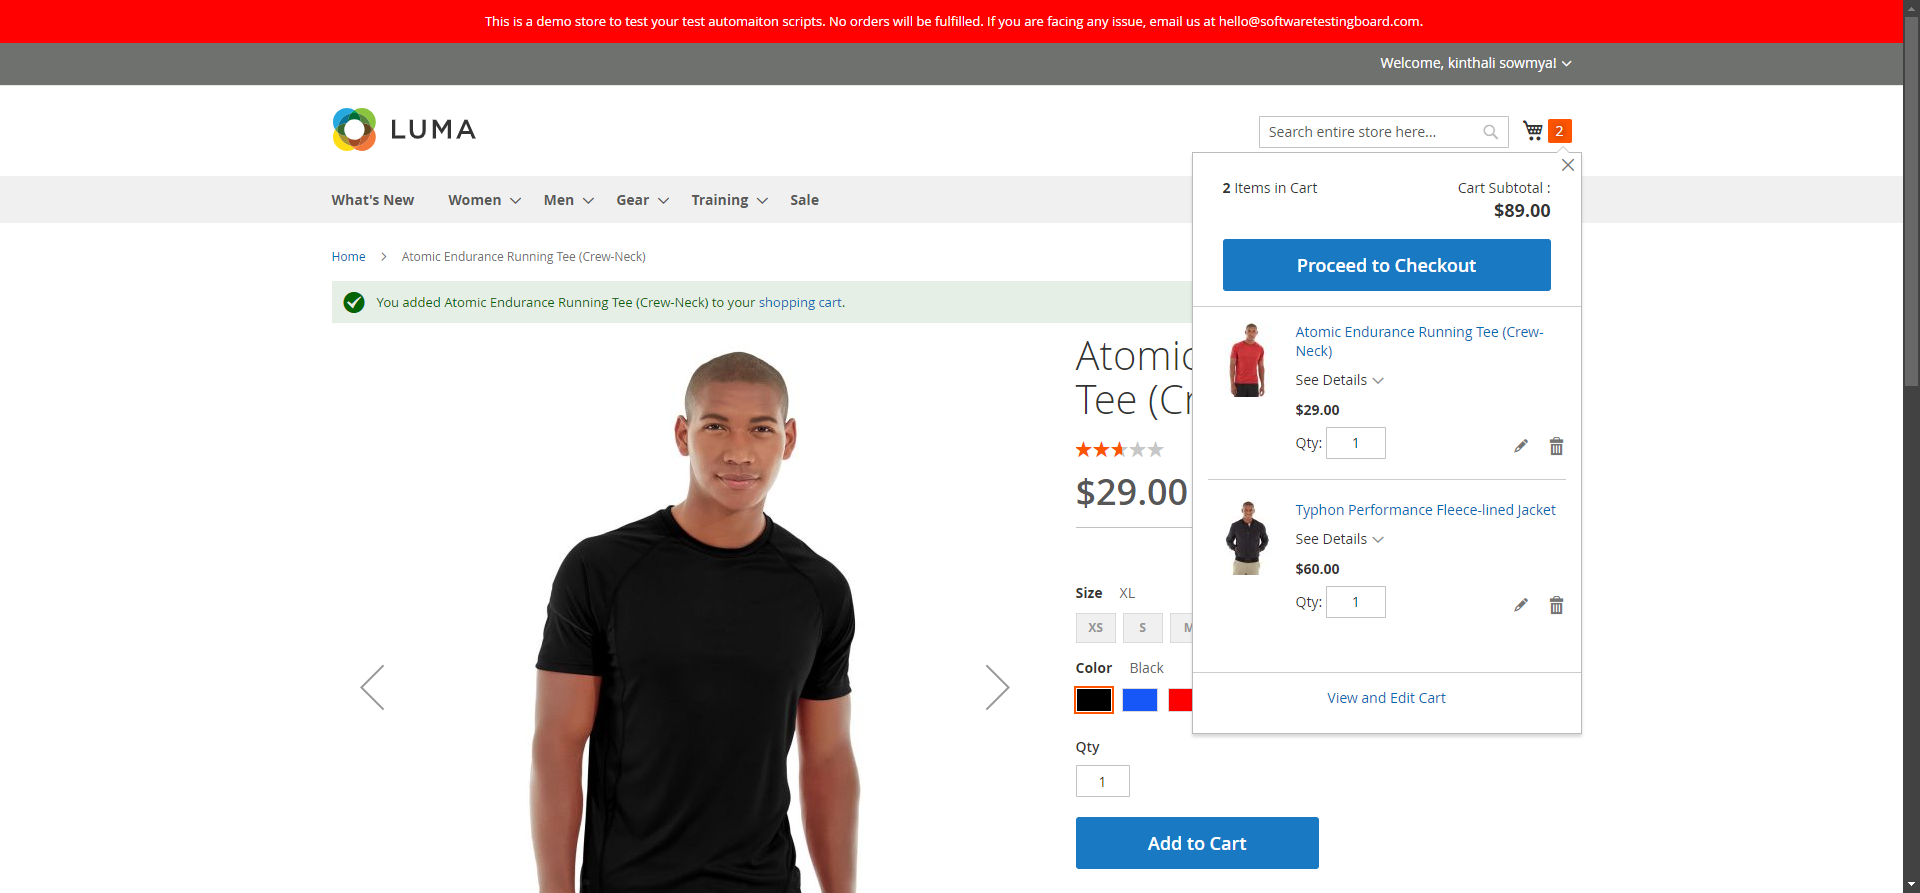 This is a demo store to test your test automaiton scripts. No orders will be fulfilled. If you are facing any issue, email us at hello@softwaretestingboard.com.
Welcome, kinthali sowmya!
LUMA
Search entire store here...
2
What's New Women Men Gear Training Sale
2 Items in Cart
Cart Subtotal :
$89.00
Proceed to Checkout
Atomic Endurance Running Tee (Crew-
Neck)
See Details
$29.00
Qty: 1
Typhon Performance Fleece-lined Jacket
See Details
$60.00
Qty: 1
View and Edit Cart
Home > Atomic Endurance Running Tee (Crew-Neck)
You added Atomic Endurance Running Tee (Crew-Neck) to your shopping cart.
Atomic
Tee (Cr
$29.00
Size XL
XS S M
Color Black
Qty
1
Add to Cart